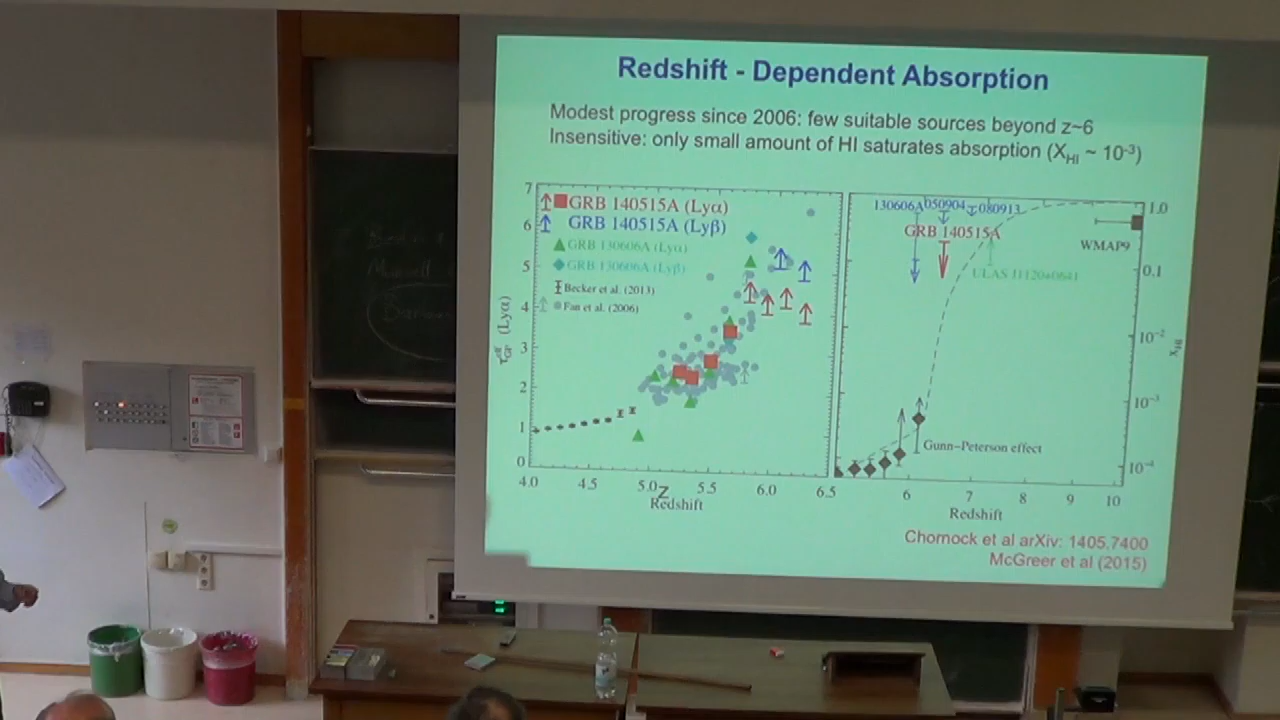 Redshift - Dependent Absorption
Modest progress since 2006: few suitable sources beyond z~6
Insensitive: only small amount of HI saturates absorption (XHI ~ 10-3)
7
6
5
4
3
2
1
0
GRB 140515A (Lyα)
GRB 140515A (Lyβ)
GRB 130606A (Lyα)
GRB 130606A (Lyβ)
Becker et al. (2013)
Fan et al. (2006)
(Lyα)
4.0 4.5 5.0 5.5 6.0 6.5
z
Redshift
130606A 050904 080913
GRB 140515A
ULAS J1120+0641
WMAP9
Gunn-Peterson effect
1.0
0.1
10-2
10-3
10-4
6 7 8 9 10
Redshift
Chornock et al arXiv: 1405.7400
McGreer et al (2015)